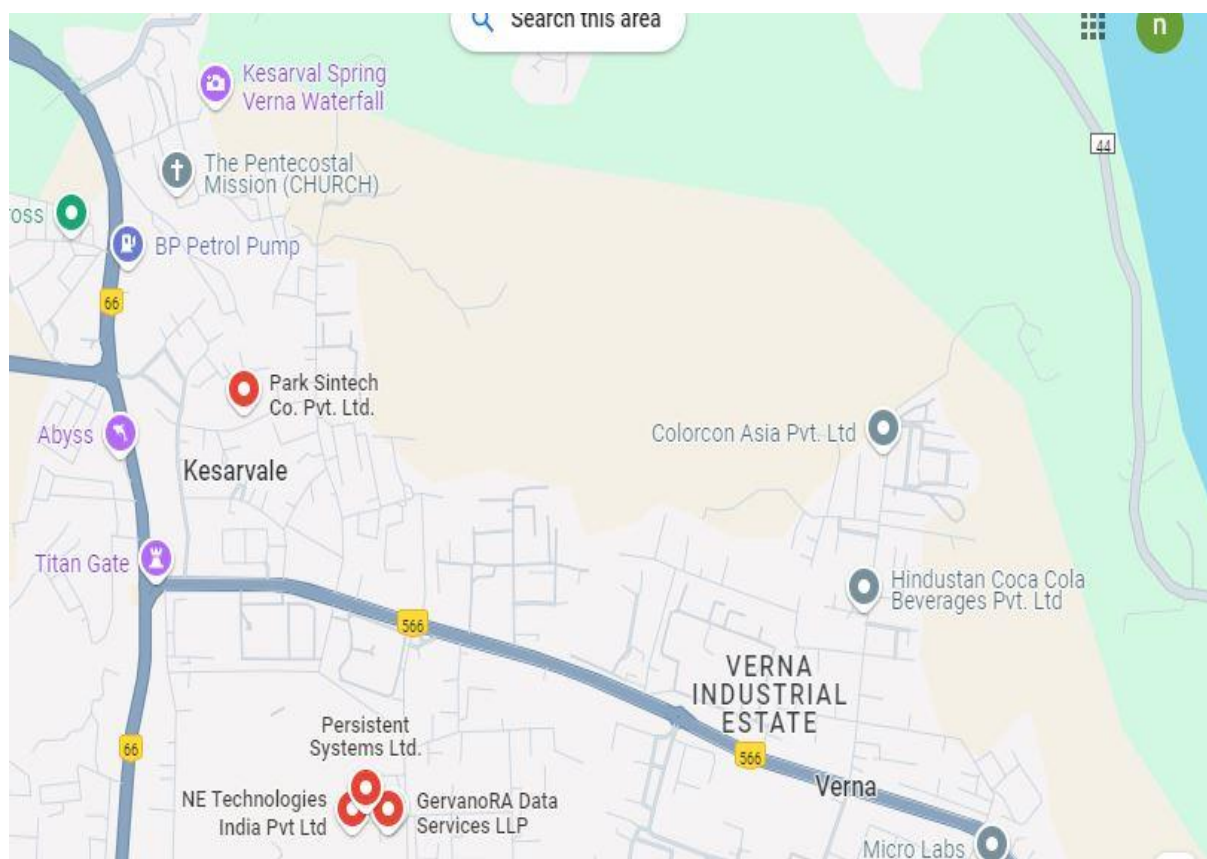 Search this area
n
Kesarval Spring
Verna Waterfall
44
The Pentecostal
Mission (CHURCH)
oss
BP Petrol Pump
66
Park Sintech
Co. Pvt. Ltd.
Abyss
Colorcon Asia Pvt. Ltd
Kesarvale
Titan Gate
Hindustan Coca Cola
Beverages Pvt. Ltd
566
VERNA
INDUSTRIAL
ESTATE
Persistent
Systems Ltd.
66
566
Verna
NE Technologies
India Pvt Ltd
GervanoRA Data
Services LLP
Micro Labs